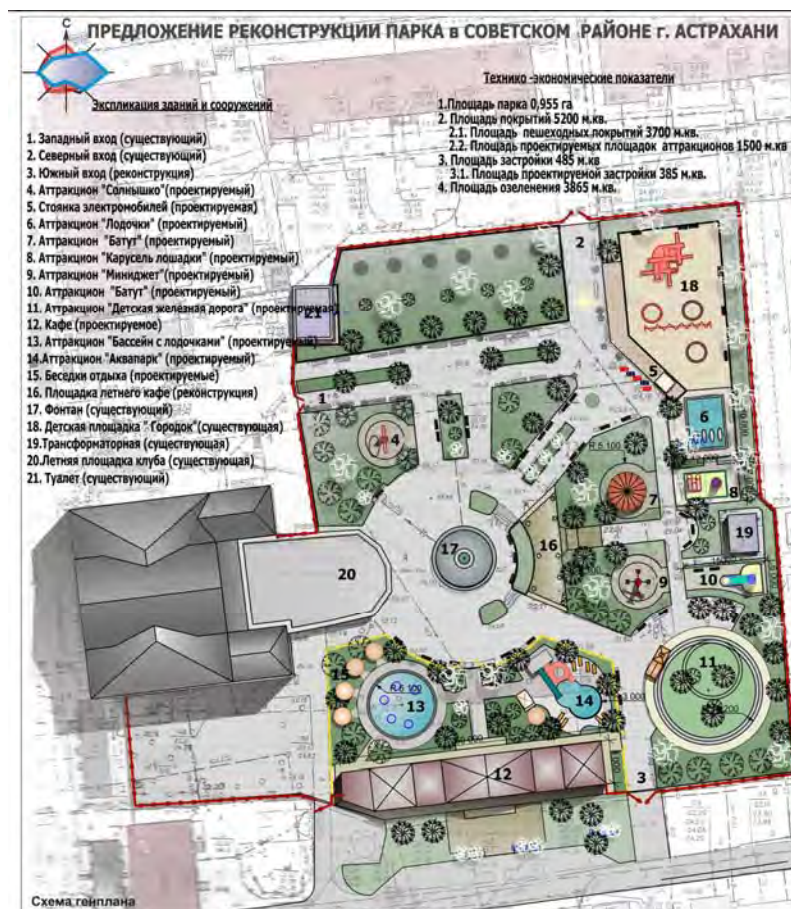 С
ПРЕДЛОЖЕНИЕ РЕКОНСТРУКЦИИ ПАРКА в СОВЕТСКОМ РАЙОНЕ г. АСТРАХАНИ
Технико -экономические показатели
1.Площадь парка 0,955 га
2. Площадь покрытий 5200 м.кв.
2.1. Площадь пешеходных покрытий 3700 м.кв.
2.2. Площадь проектируемых площадок аттракционов 1500 м.кв
3. Площадь застройки 485 м.кв
3.1. Площадь проектируемой застройки 385 м.кв.
4. Площадь озеленения 3865 м.кв.
Экспликация зданий и сооружений
1. Западный вход (существующий)
2. Северный вход (существующий)
3. Южный вход (реконструкция)
4. Аттракцион "Солнышко"(проектируемый)
5. Стоянка электромобилей (проектируемая)
6. Аттракцион "Лодочки" (проектируемый)
7. Аттракцион "Батут" (проектируемый)
8. Аттракцион "Карусель лошадки" (проектируемый)
9. Аттракцион "Миниджет"(проектируемый)
10. Аттракцион "Батут" (проектируемый)
11. Аттракцион "Детская железная дорога" (проектируемая)
12. Кафе (проектируемое)
13. Аттракцион "Бассейн с лодочками" (проектируемый)
14.Аттракцион "Аквапарк" (проектируемый)
15. Беседки отдыха (проектируемые)
16. Площадка летнего кафе (реконструкция)
17. Фонтан (существующий)
18. Детская площадка " Городок"(существующая)
19.Трансформаторная (существующая)
20.Летняя площадка клуба (существующая)
21. Туалет (существующий)
2
18
21
5
1
6
4
R 5 100
7
8
19
17
16
20
9
10
15
11
R 6 100
13
14
3 000
12
3
Схема генплана